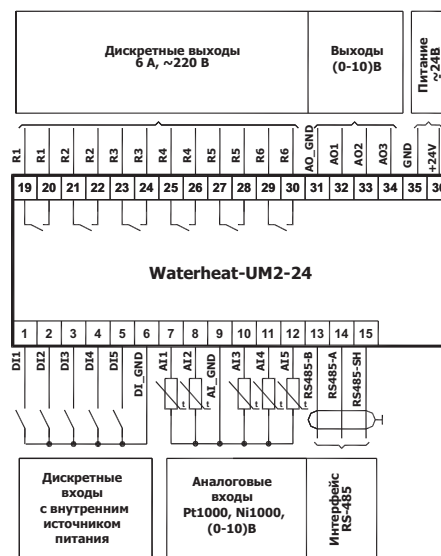 Дискретные выходы
6 А, ~220 В
Выходы
(0-10)В
Питание
~24В
R1
R1
R2
R2
R3
R3
R4
R4
R5
R5
R6
R6
AO_GND
AO1
AO2
AO3
GND
+24V
19 20 21 22 23 24 25 26 27 28 29 30 31 32 33 34 35 36
Waterheat-UM2-24
1 2 3 4 5 6 7 8 9 10 11 12 13 14 15
DI1
DI2
DI3
DI4
DI5
DI_GND
AI1
AI2
AI_GND
AI3
AI4
AI5
RS485-B
RS485-A
RS485-SH
t
t
t
t
t
Дискретные
входы
с внутренним
источником
питания
Аналоговые
входы
Pt1000, Ni1000,
(0-10)В
Интерфейс
RS-485